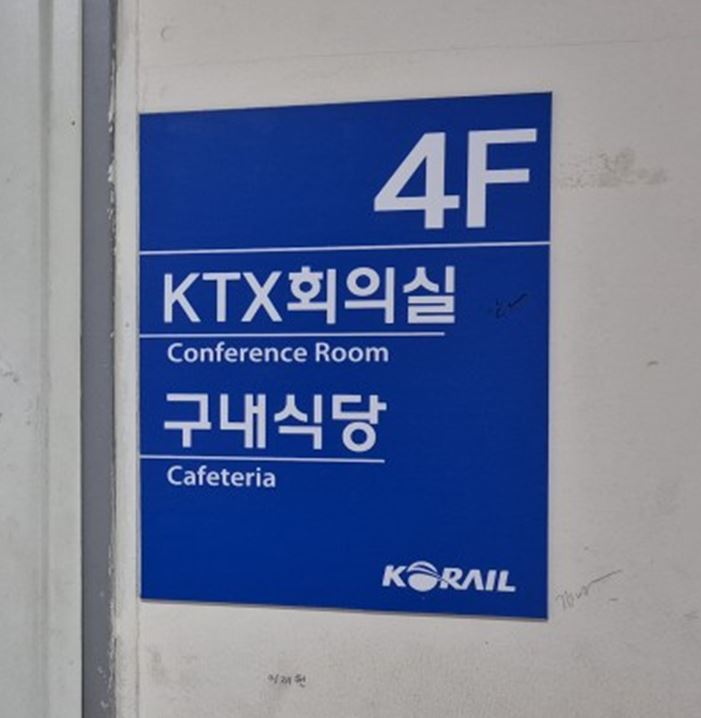 4F
KTX회의실
Conference Room
구내식당
Cafeteria
KORAIL